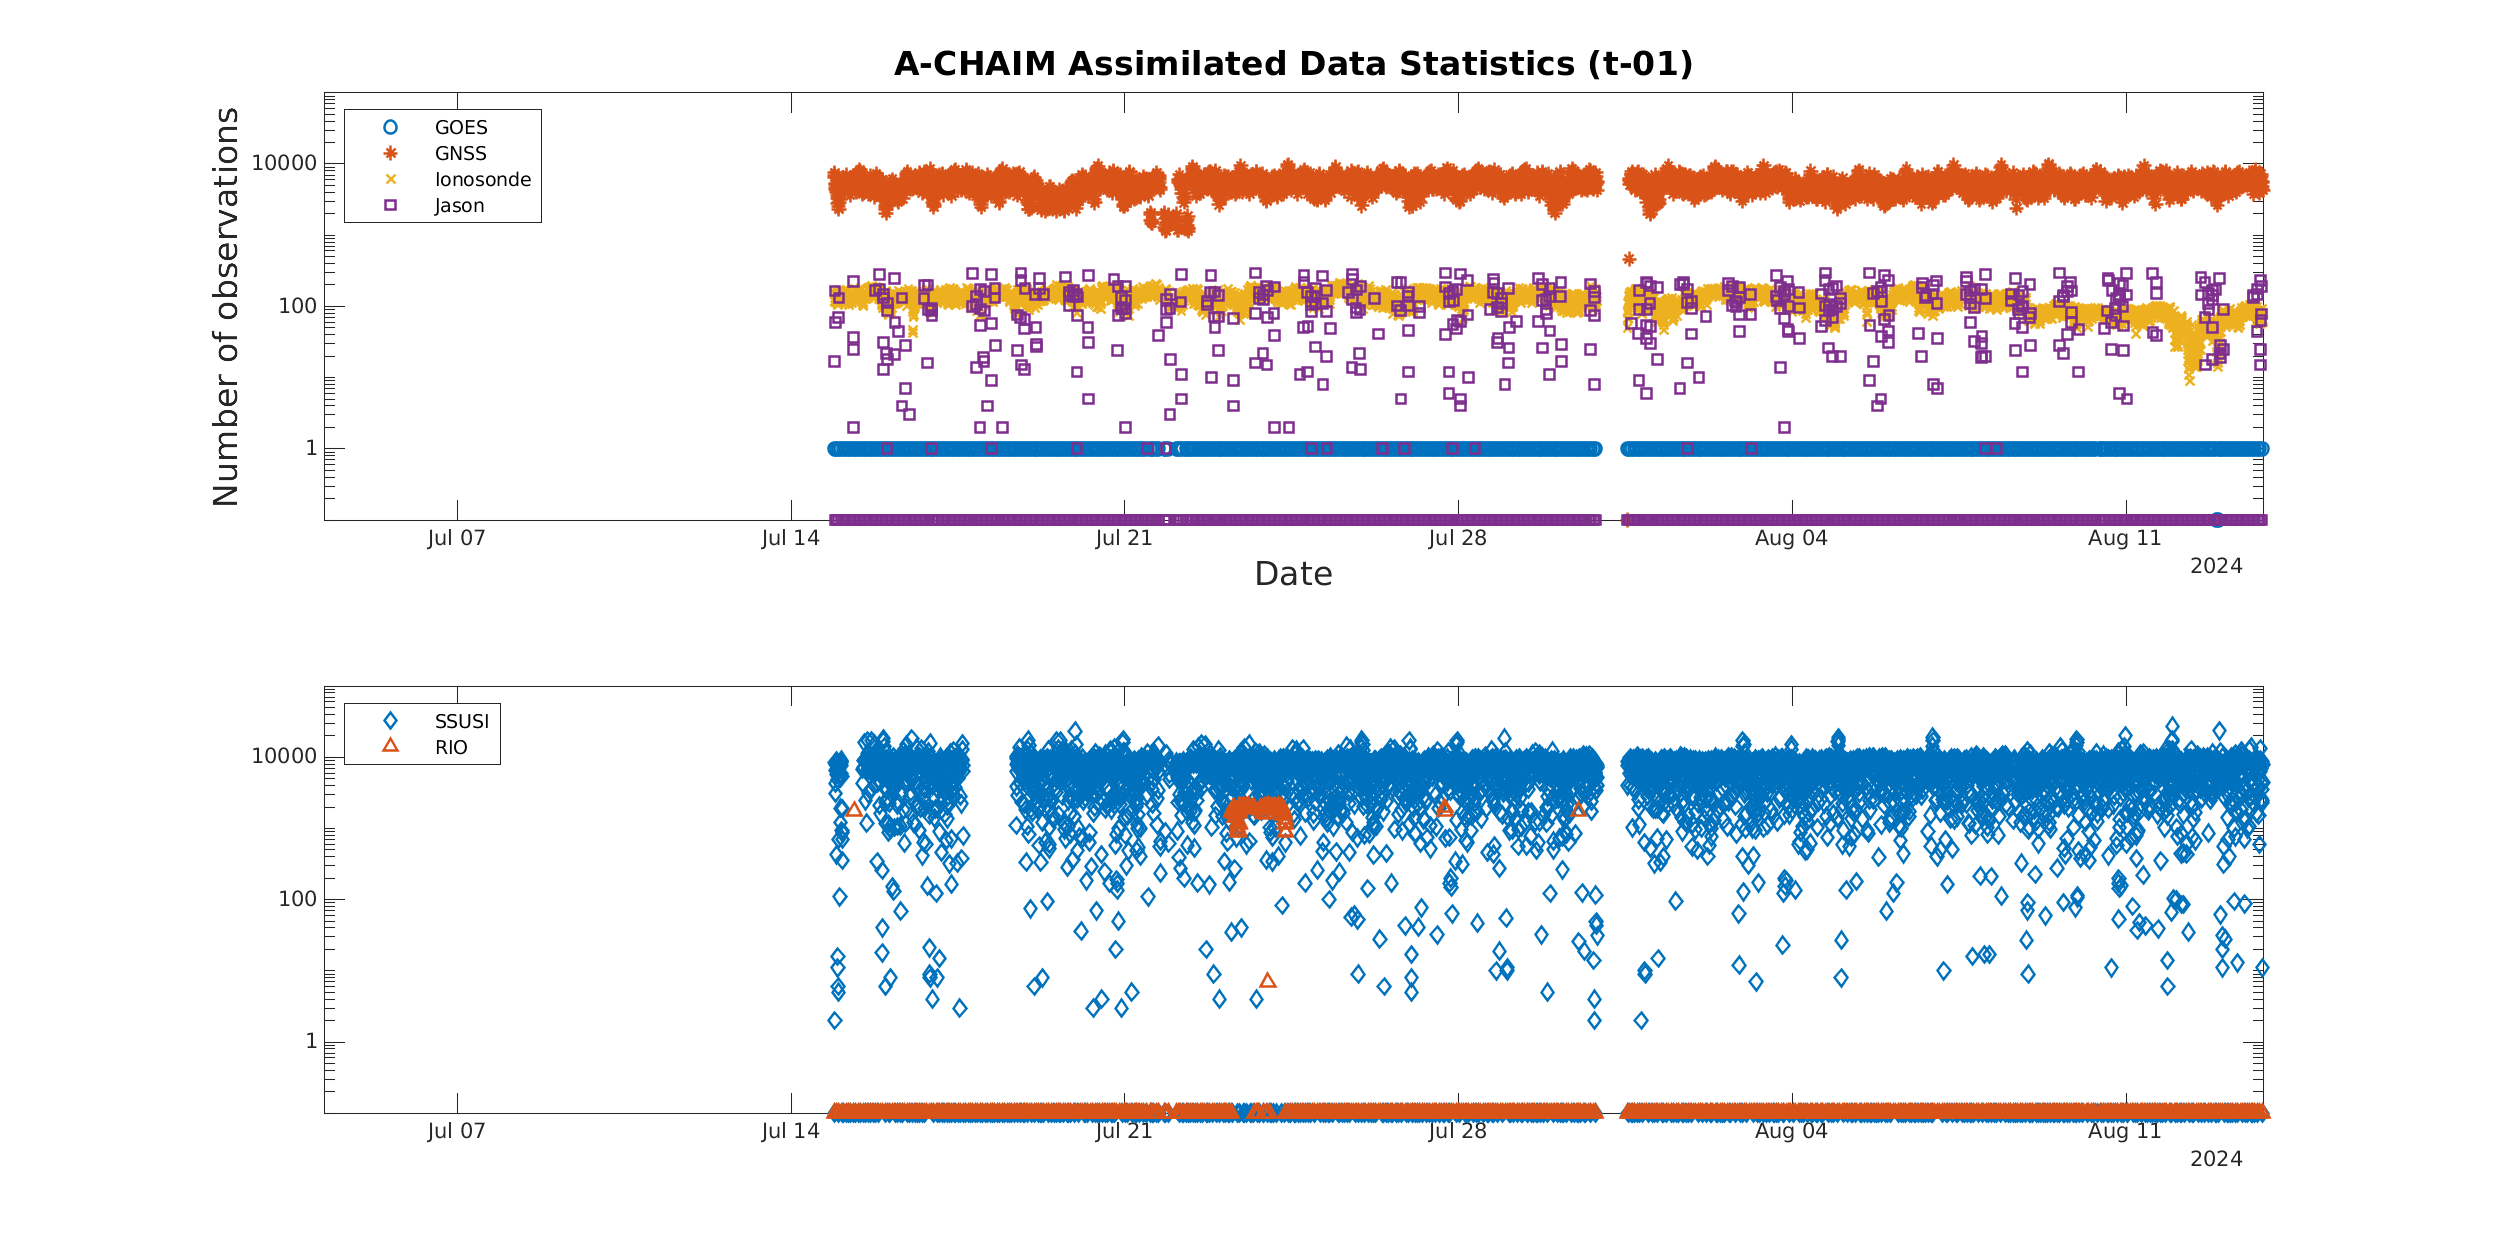 A-CHAIM Assimilated Data Statistics (t-01)
Number of observations
10000
100
1
GOES
GNSS
Ionosonde
Jason
Jul 07
Jul 14
Jul 21
Jul 28
Aug 04
Aug 11
2024
Date
10000
100
1
SSUSI
RIO
Jul 07
Jul 14
Jul 21
Jul 28
Aug 04
Aug 11
2024